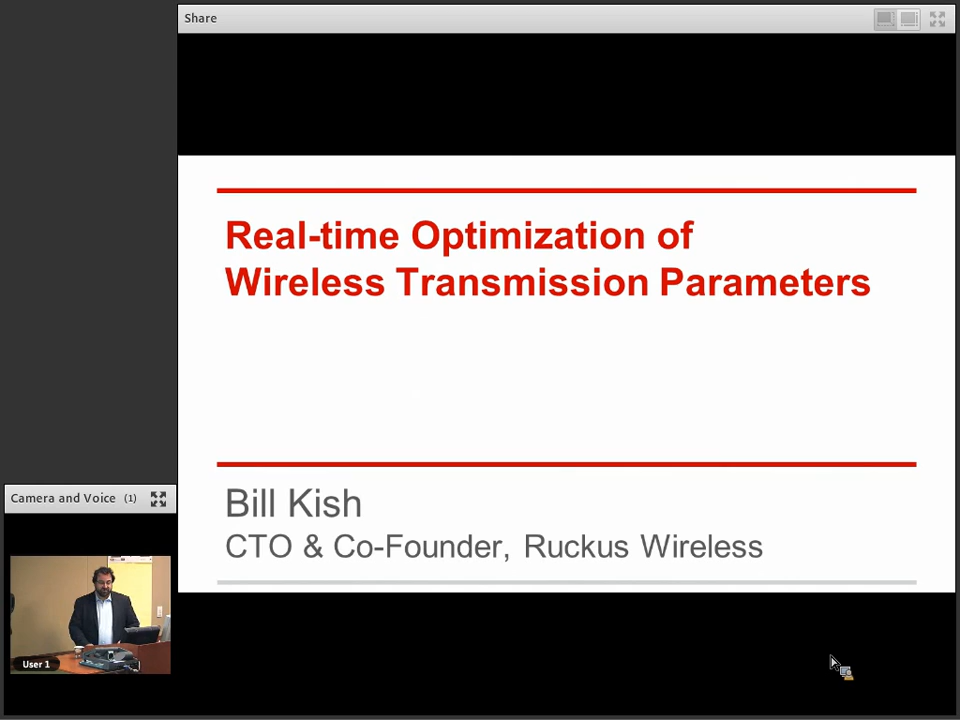 Share
Real-time Optimization of
Wireless Transmission Parameters
Bill Kish
CTO & Co-Founder, Ruckus Wireless
Camera and Voice (1)
User 1